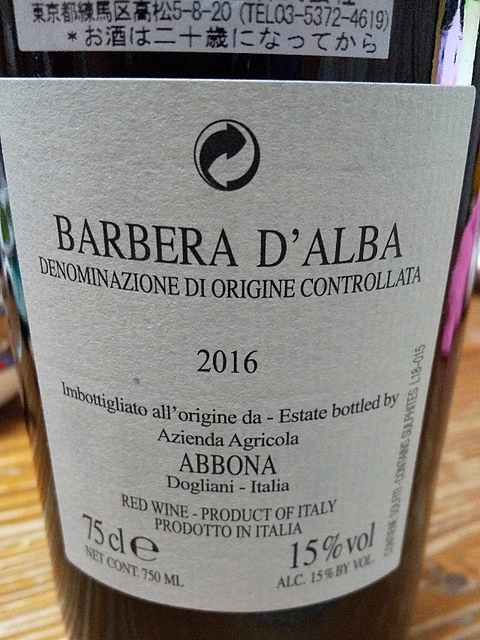 東京都練馬区高松5-8-20 (TEL03-5372-4619)
*お酒は二十歳になってから
BARBERA D'ALBA
DENOMINAZIONE DI ORIGINE CONTROLLATA
2016
Imbottigliato all'origine da - Estate bottled by
Azienda Agricola
ABBONA
Dogliani - Italia
RED WINE - PRODUCT OF ITALY
PRODOTTO IN ITALIA
75 cl e
NET CONT. 750 ML
15% vol
ALC. 15% BY VOL
CONTIENE SOLFITI - CONTAINS SULPHITES L18-015